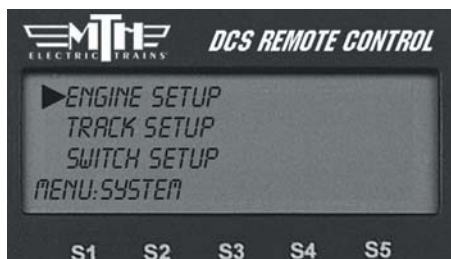 MTH
ELECTRIC TRAINS
DCS REMOTE CONTROL
ENGINE SETUP
TRACK SETUP
SWITCH SETUP
MENU:SYSTEM
S1 S2 S3 S4 S5